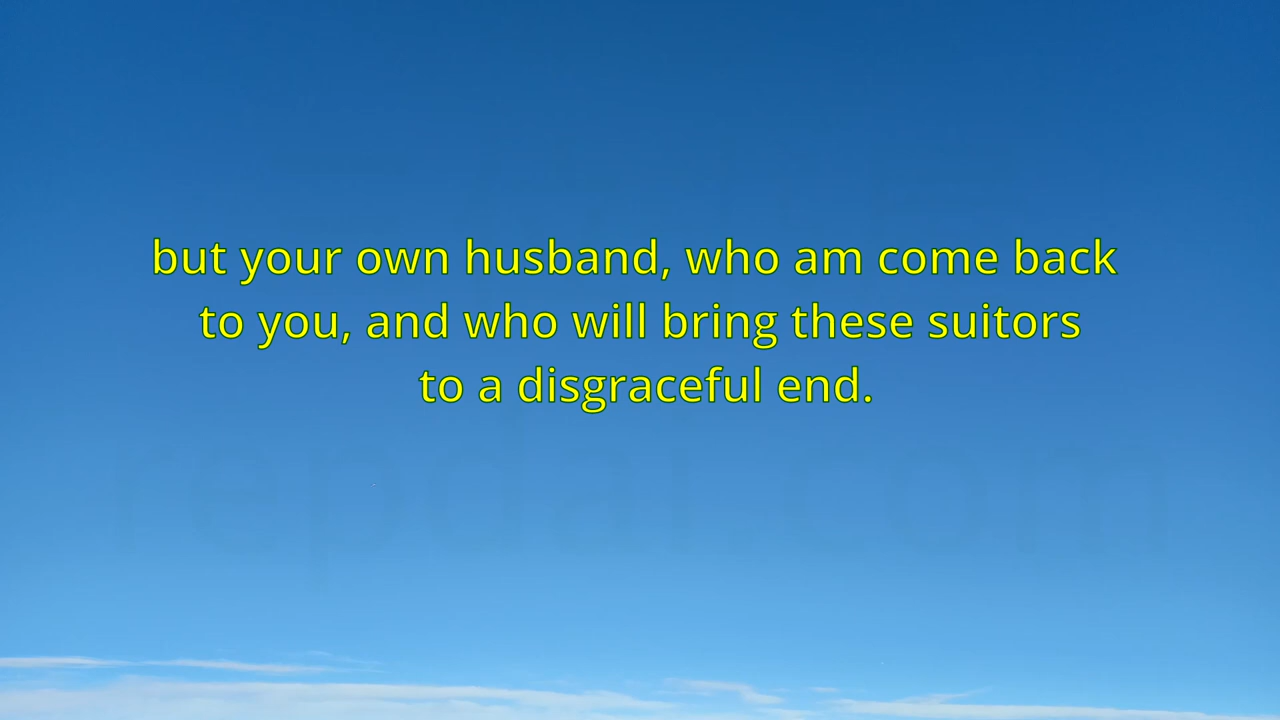 but your own husband, who am come back
to you, and who will bring these suitors
to a disgraceful end.